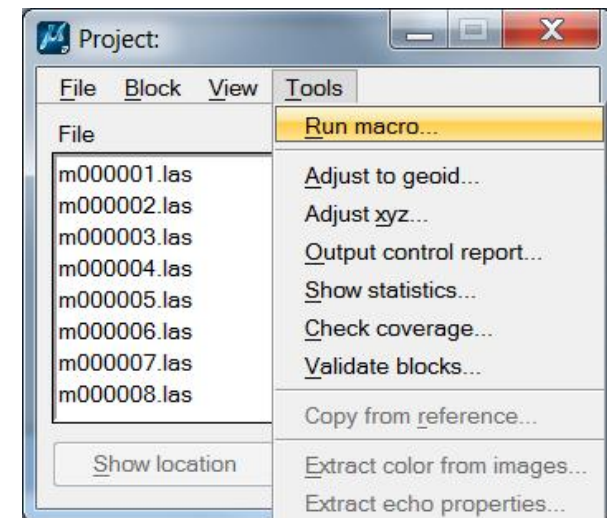 Project:
File Block View Tools
File
m000001.las
m000002.las
m000003.las
m000004.las
m000005.las
m000006.las
m000007.las
m000008.las
Show location
Run macro...
Adjust to geoid...
Adjust xyz...
Output control report...
Show statistics...
Check coverage...
Validate blocks...
Copy from reference...
Extract color from images...
Extract echo properties...